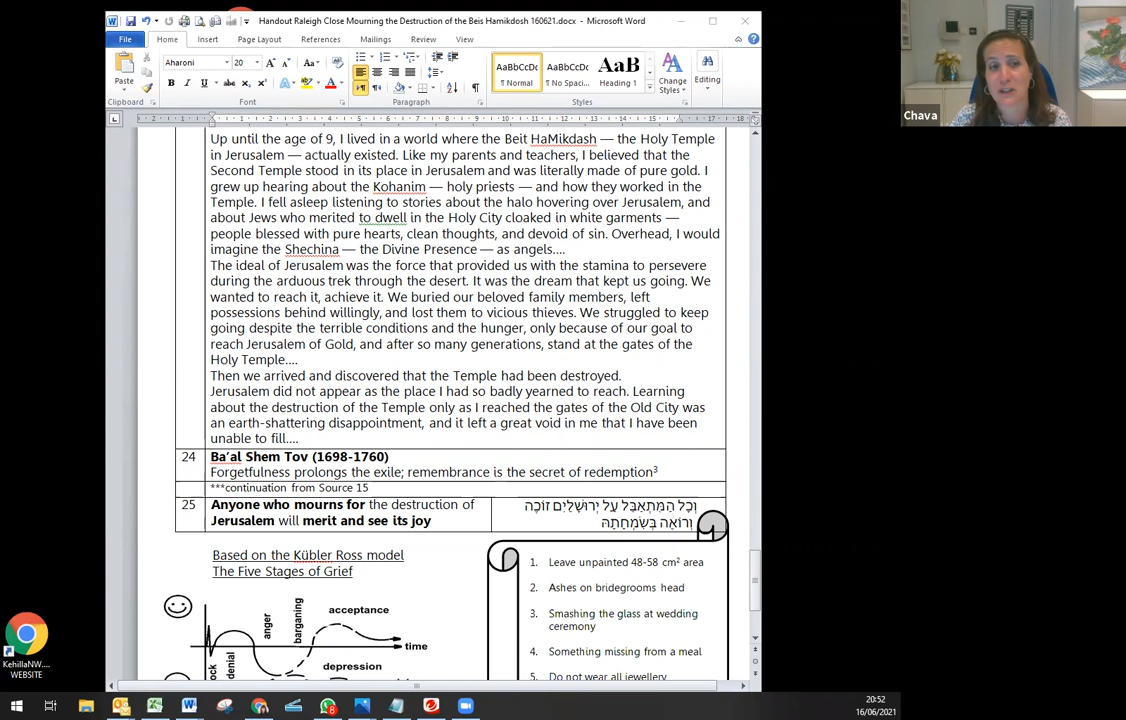 Handout Raleigh Close Mourning the Destruction of the Beis Hamikdosh 160621.docx - Microsoft Word
File Home Insert Page Layout References Mailings Review View
Aharoni 20
Paste
B I U abc
AaBbCcDc AaBbCcDc AaB
¶ Normal ¶ No Spaci... Heading 1
Change Styles
Editing
Clipboard Font Paragraph Styles
Chava
Up until the age of 9, I lived in a world where the Beit HaMikdash — the Holy Temple
in Jerusalem — actually existed. Like my parents and teachers, I believed that the
Second Temple stood in its place in Jerusalem and was literally made of pure gold. I
grew up hearing about the Kohanim — holy priests — and how they worked in the
Temple. I fell asleep listening to stories about the halo hovering over Jerusalem, and
about Jews who merited to dwell in the Holy City cloaked in white garments —
people blessed with pure hearts, clean thoughts, and devoid of sin. Overhead, I would
imagine the Shechina — the Divine Presence — as angels....
The ideal of Jerusalem was the force that provided us with the stamina to persevere
during the arduous trek through the desert. It was the dream that kept us going. We
wanted to reach it, achieve it. We buried our beloved family members, left
possessions behind willingly, and lost them to vicious thieves. We struggled to keep
going despite the terrible conditions and the hunger, only because of our goal to
reach Jerusalem of Gold, and after so many generations, stand at the gates of the
Holy Temple....
Then we arrived and discovered that the Temple had been destroyed.
Jerusalem did not appear as the place I had so badly yearned to reach. Learning
about the destruction of the Temple only as I reached the gates of the Old City was
an earth-shattering disappointment, and it left a great void in me that I have been
unable to fill....
24 Ba'al Shem Tov (1698-1760)
Forgetfulness prolongs the exile; remembrance is the secret of redemption³
***continuation from Source 15
25 Anyone who mourns for the destruction of
Jerusalem will merit and see its joy
וְכָל הַמִּתְאַבֵּל עַל יְרוּשָׁלַיִם זוֹכֶה
וְרוֹאֶה בְּשִׂמְחָתָהּ
Based on the Kübler Ross model
The Five Stages of Grief
anger
barganing
acceptance
time
denial
depression
1. Leave unpainted 48-58 cm² area
2. Ashes on bridegrooms head
3. Smashing the glass at wedding
ceremony
4. Something missing from a meal
5. Do not wear all jewellery
KehillaNW....
WEBSITE
20:52
16/06/2021